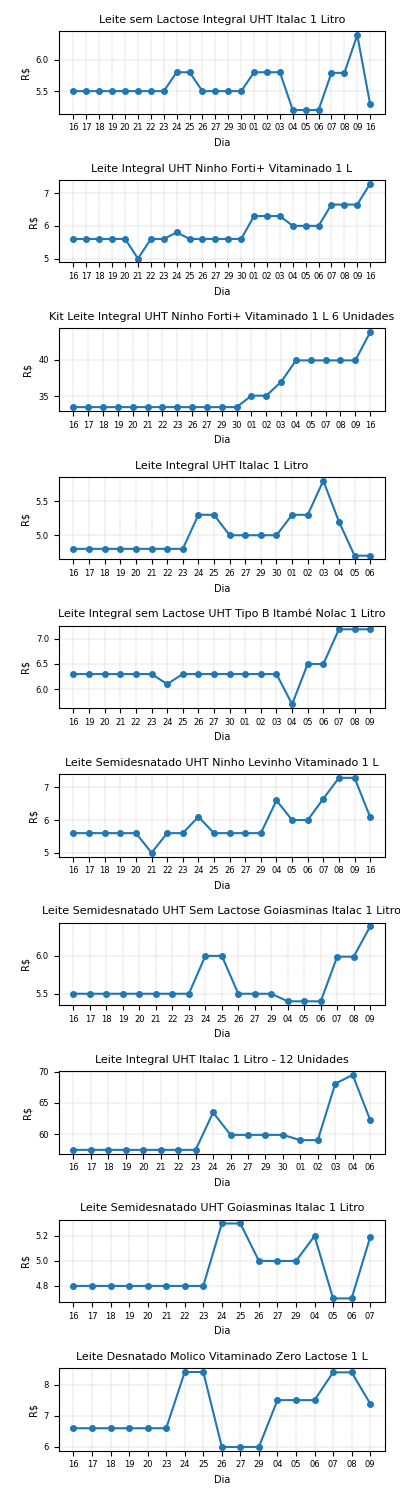 Leite sem Lactose Integral UHT Italac 1 Litro
R$
6.0
5.5
16 17 18 19 20 21 22 23 24 25 26 27 29 30 01 02 03 04 05 06 07 08 09 16
Dia
Leite Integral UHT Ninho Forti+ Vitaminado 1 L
R$
7
6
5
16 17 18 19 20 21 22 23 24 25 26 27 29 30 01 02 03 04 05 06 07 08 09 16
Dia
Kit Leite Integral UHT Ninho Forti+ Vitaminado 1 L 6 Unidades
R$
40
35
16 17 18 19 20 21 22 23 26 27 29 30 01 02 03 04 05 07 08 09 16
Dia
Leite Integral UHT Italac 1 Litro
R$
5.5
5.0
16 17 18 19 20 21 22 23 24 25 26 27 29 30 01 02 03 04 05 06
Dia
Leite Integral sem Lactose UHT Tipo B Itambé Nolac 1 Litro
R$
7.0
6.5
6.0
16 19 20 21 22 23 24 25 26 27 30 01 02 03 04 05 06 07 08 09
Dia
Leite Semidesnatado UHT Ninho Levinho Vitaminado 1 L
R$
7
6
5
16 17 18 19 20 21 22 23 24 25 26 27 29 04 05 06 07 08 09 16
Dia
Leite Semidesnatado UHT Sem Lactose Goiasminas Italac 1 Litro
R$
6.0
5.5
16 17 18 19 20 21 22 23 24 25 26 27 29 04 05 06 07 08 09
Dia
Leite Integral UHT Italac 1 Litro - 12 Unidades
R$
70
65
60
16 17 18 19 20 21 22 23 24 26 27 29 30 01 02 03 04 06
Dia
Leite Semidesnatado UHT Goiasminas Italac 1 Litro
R$
5.2
5.0
4.8
16 17 18 19 20 21 22 23 24 25 26 27 29 04 05 06 07
Dia
Leite Desnatado Molico Vitaminado Zero Lactose 1 L
R$
8
7
6
16 17 18 19 20 23 24 25 26 27 29 04 05 06 07 08 09
Dia